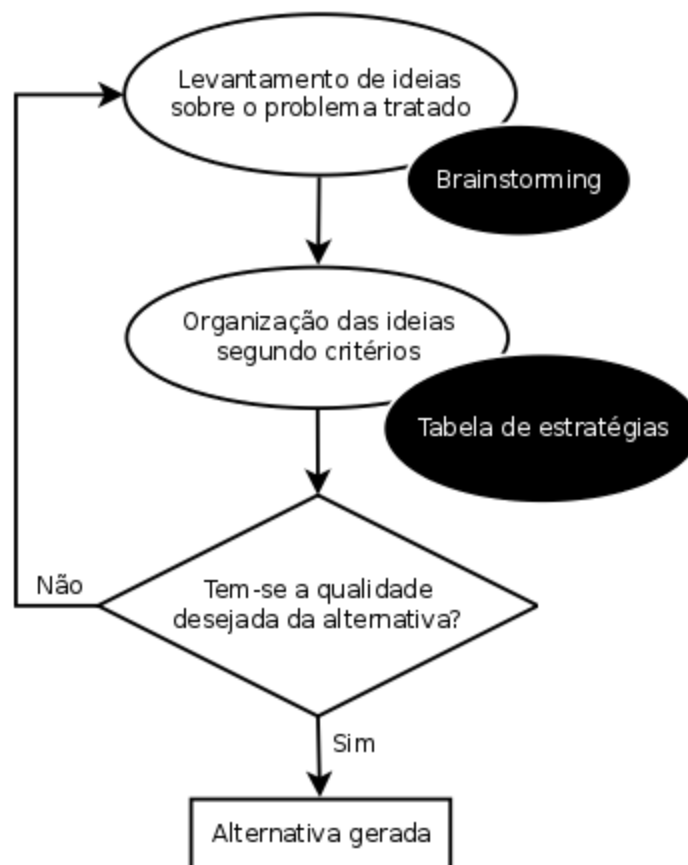 Levantamento de ideias
sobre o problema tratado
Brainstorming
Organização das ideias
segundo critérios
Tabela de estratégias
Não
Tem-se a qualidade
desejada da alternativa?
Sim
Alternativa gerada